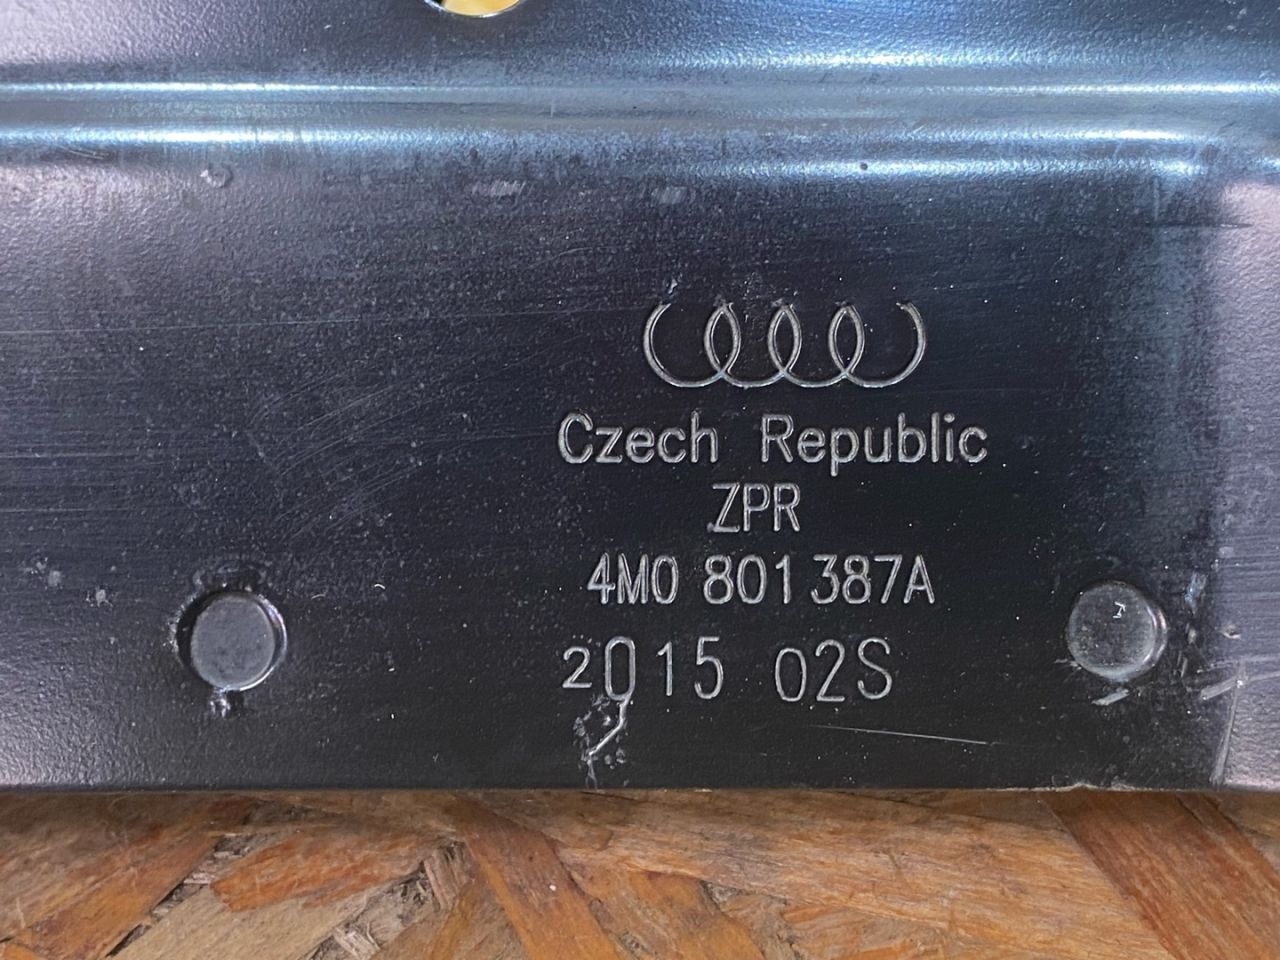 Czech Republic
ZPR
4M0 801 387A
2015 02S